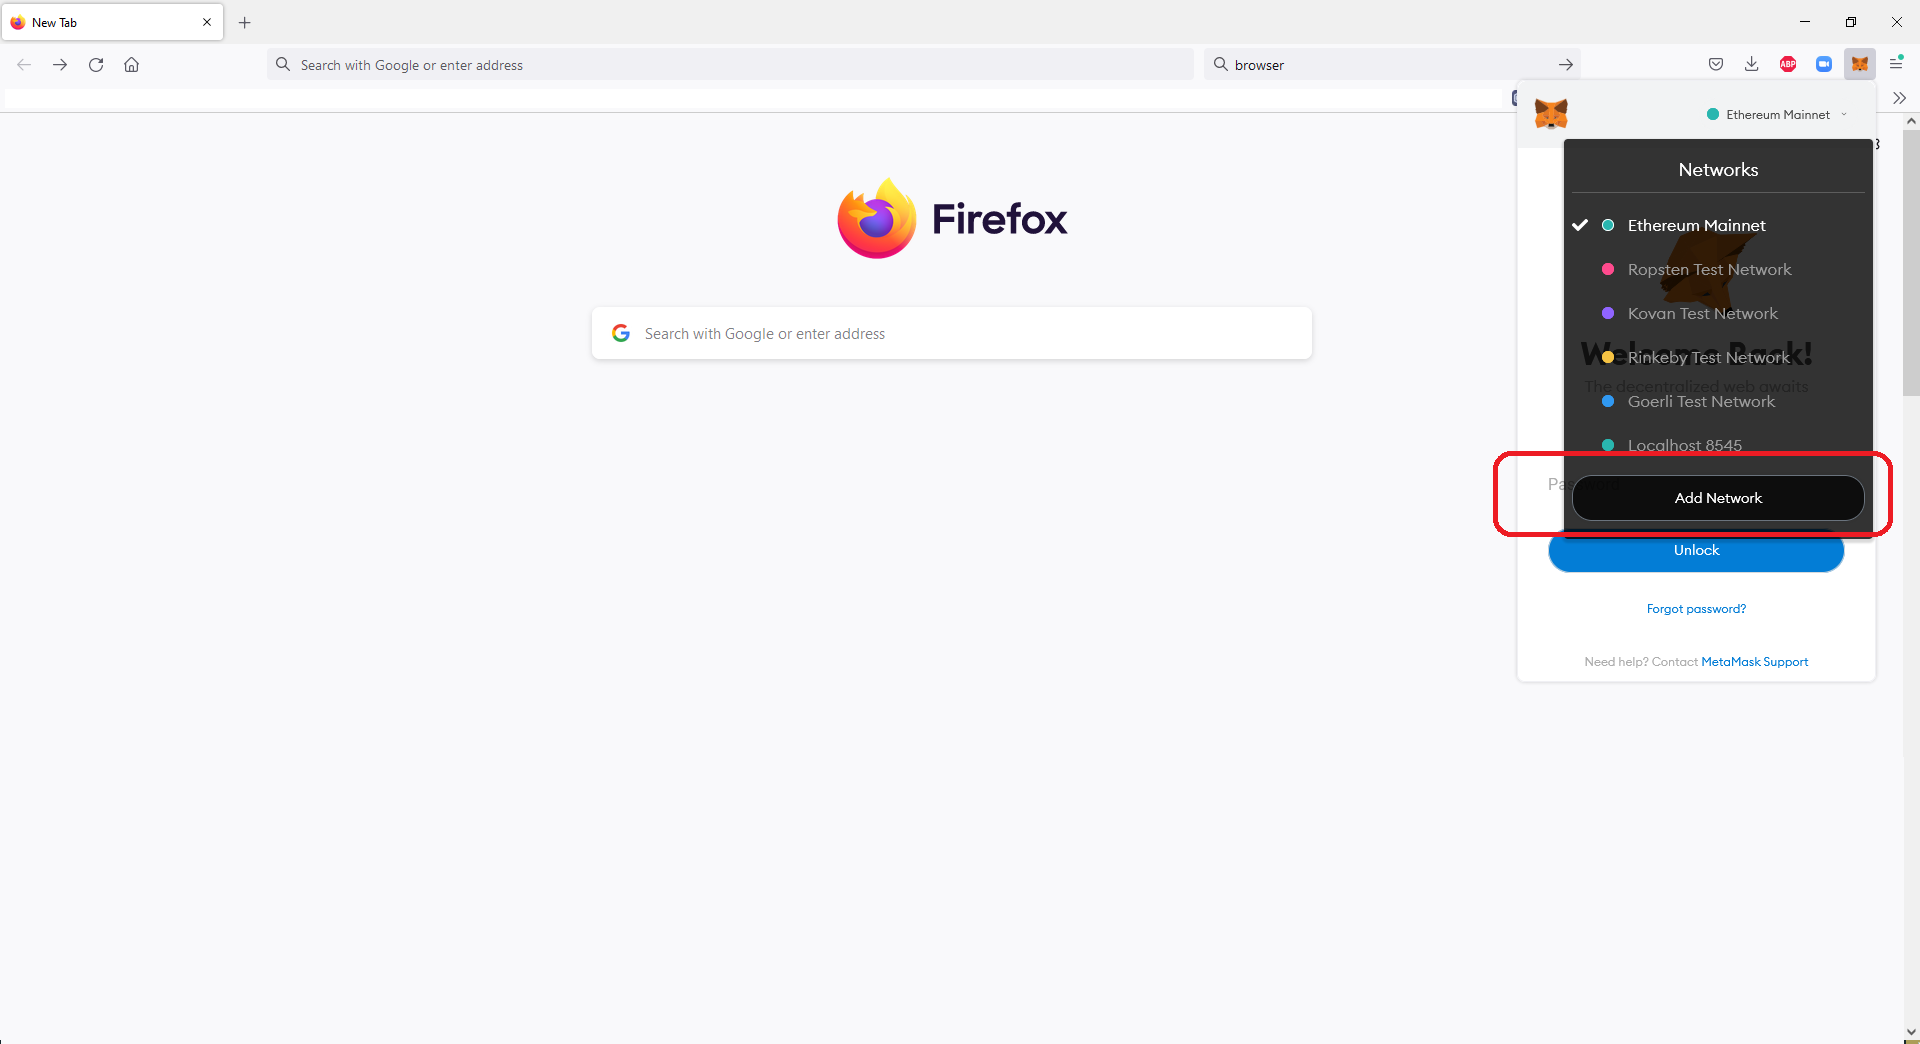 New Tab
Search with Google or enter address
browser
ABP
Ethereum Mainnet
Networks
Ethereum Mainnet
Ropsten Test Network
Kovan Test Network
Welcome Back!
Rinkeby Test Network
The decentralized web awaits
Goerli Test Network
Localhost 8545
Password
Add Network
Unlock
Forgot password?
Need help? Contact MetaMask Support
Firefox
Search with Google or enter address